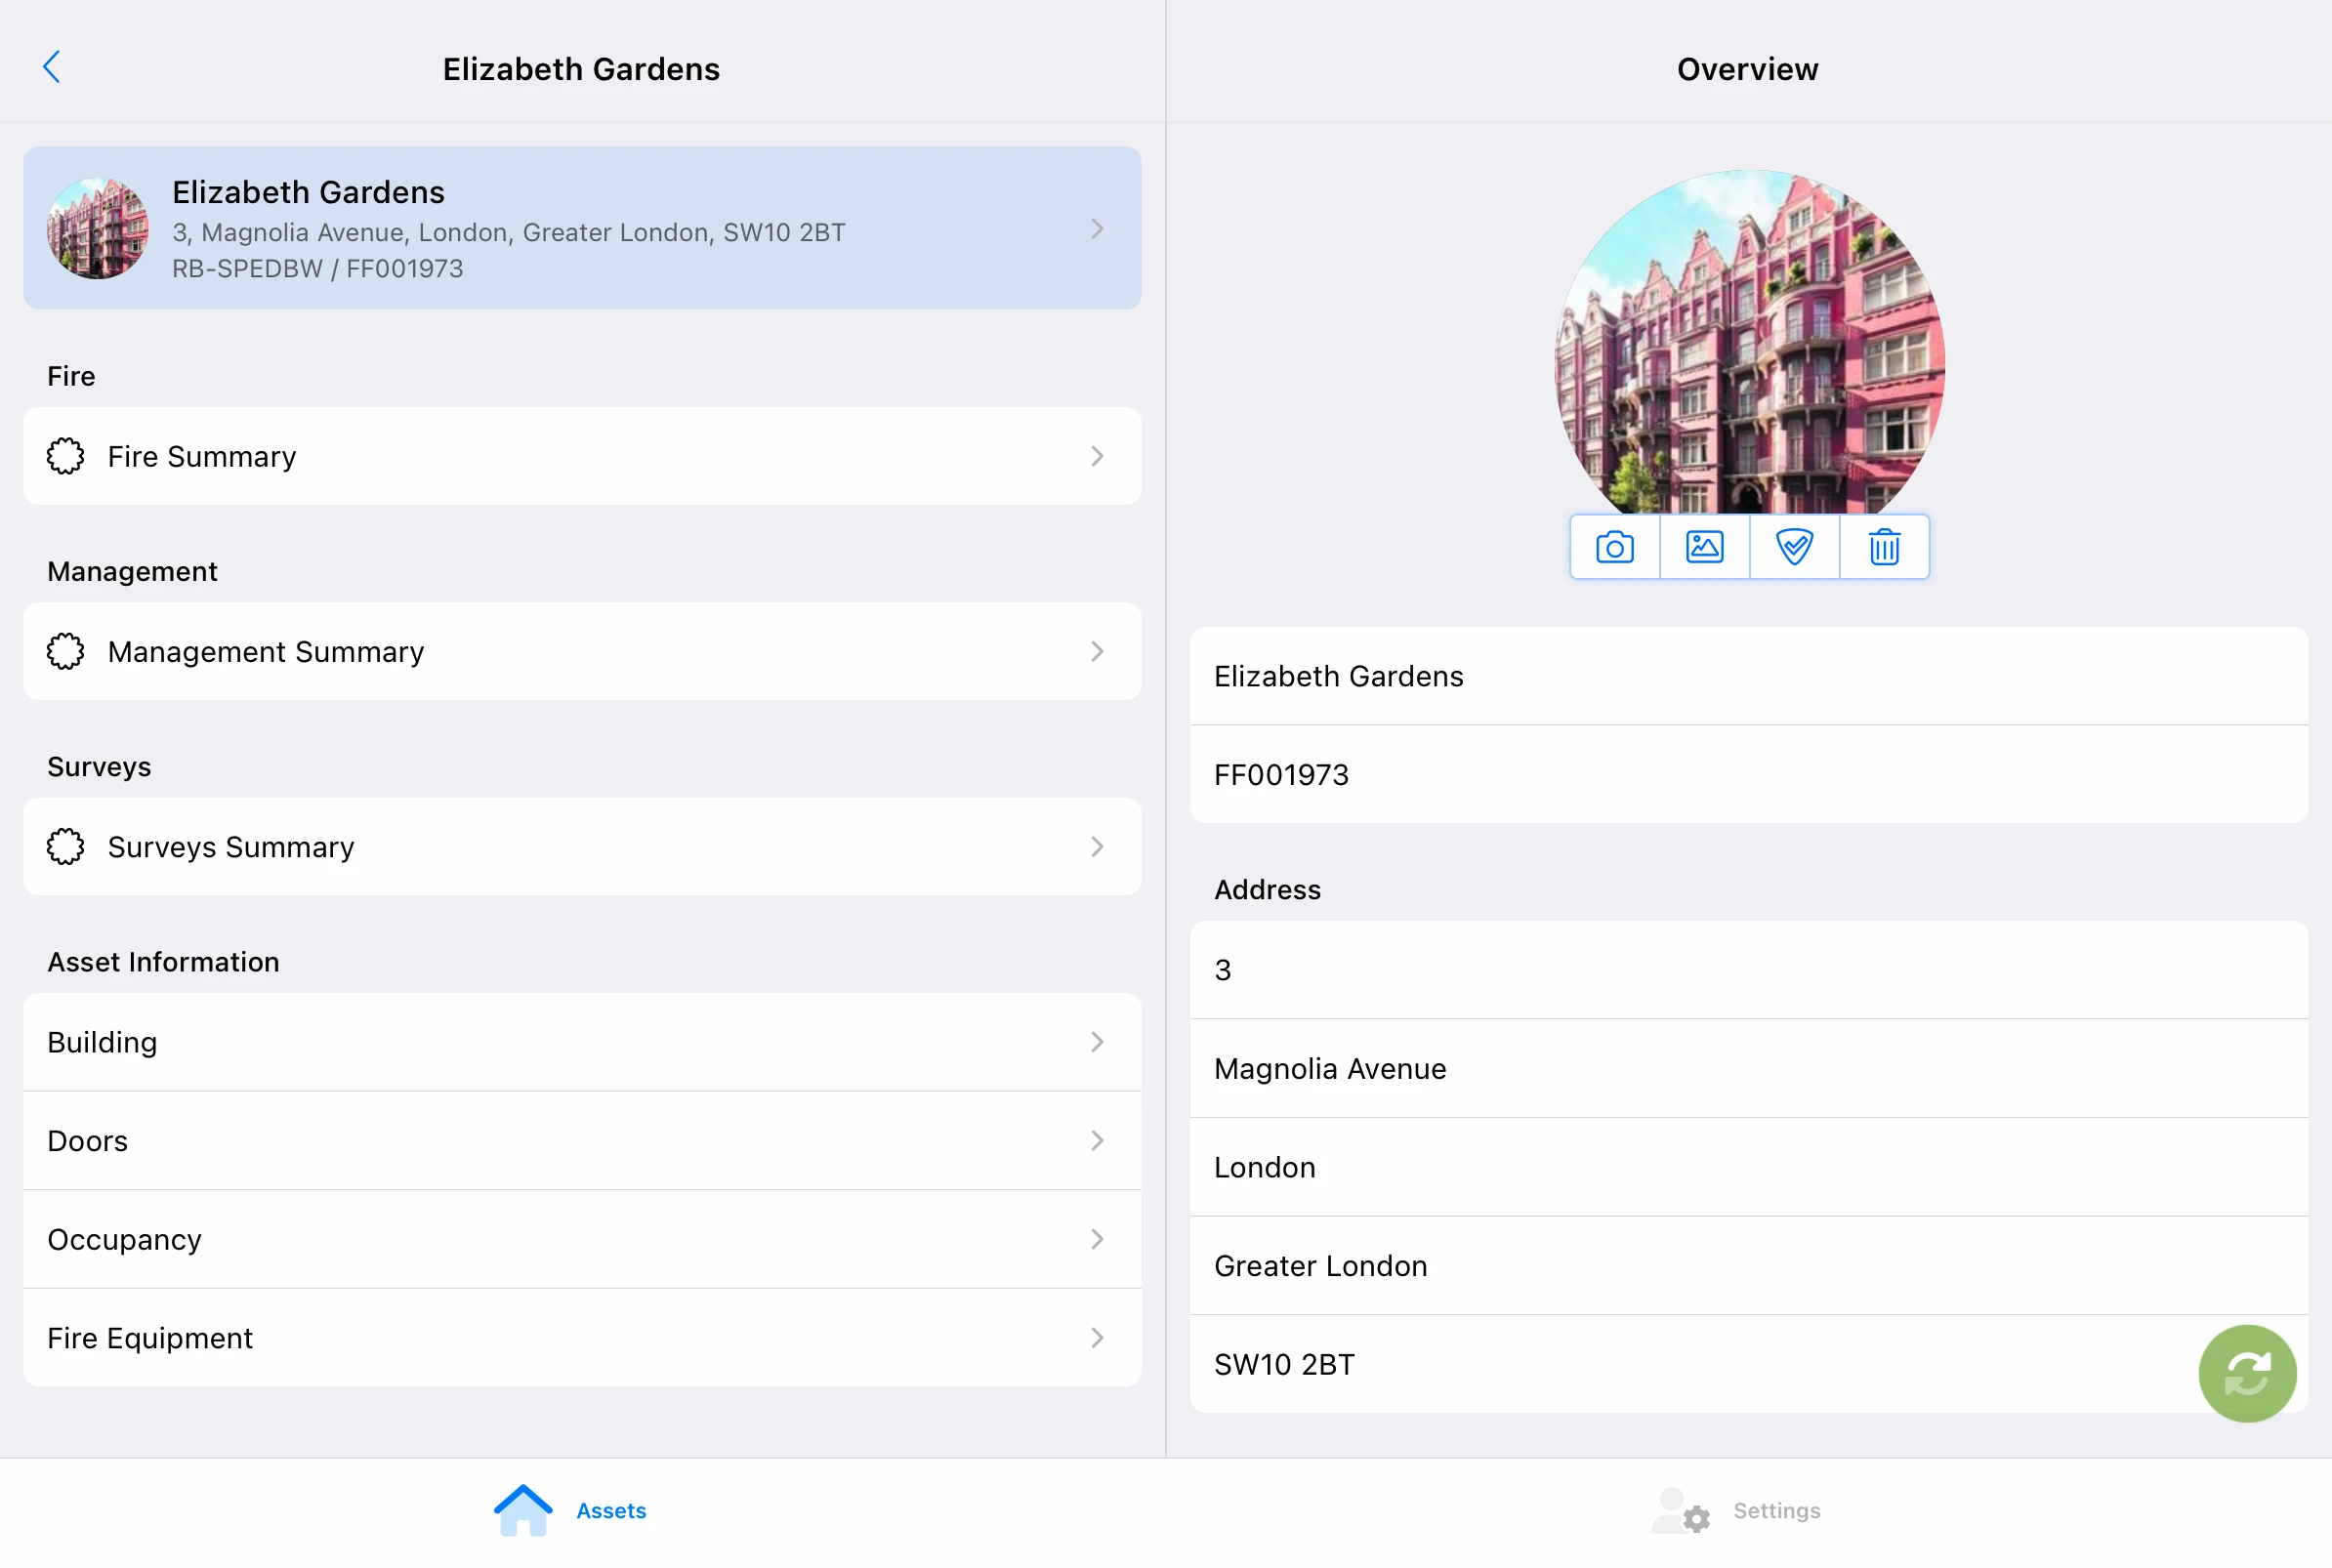 Elizabeth Gardens
Elizabeth Gardens
3, Magnolia Avenue, London, Greater London, SW10 2BT
RB-SPEDBW / FF001973
Fire
Fire Summary
Management
Management Summary
Surveys
Surveys Summary
Asset Information
Building
Doors
Occupancy
Fire Equipment
Overview
Elizabeth Gardens
FF001973
Address
3
Magnolia Avenue
London
Greater London
SW10 2BT
Assets
Settings